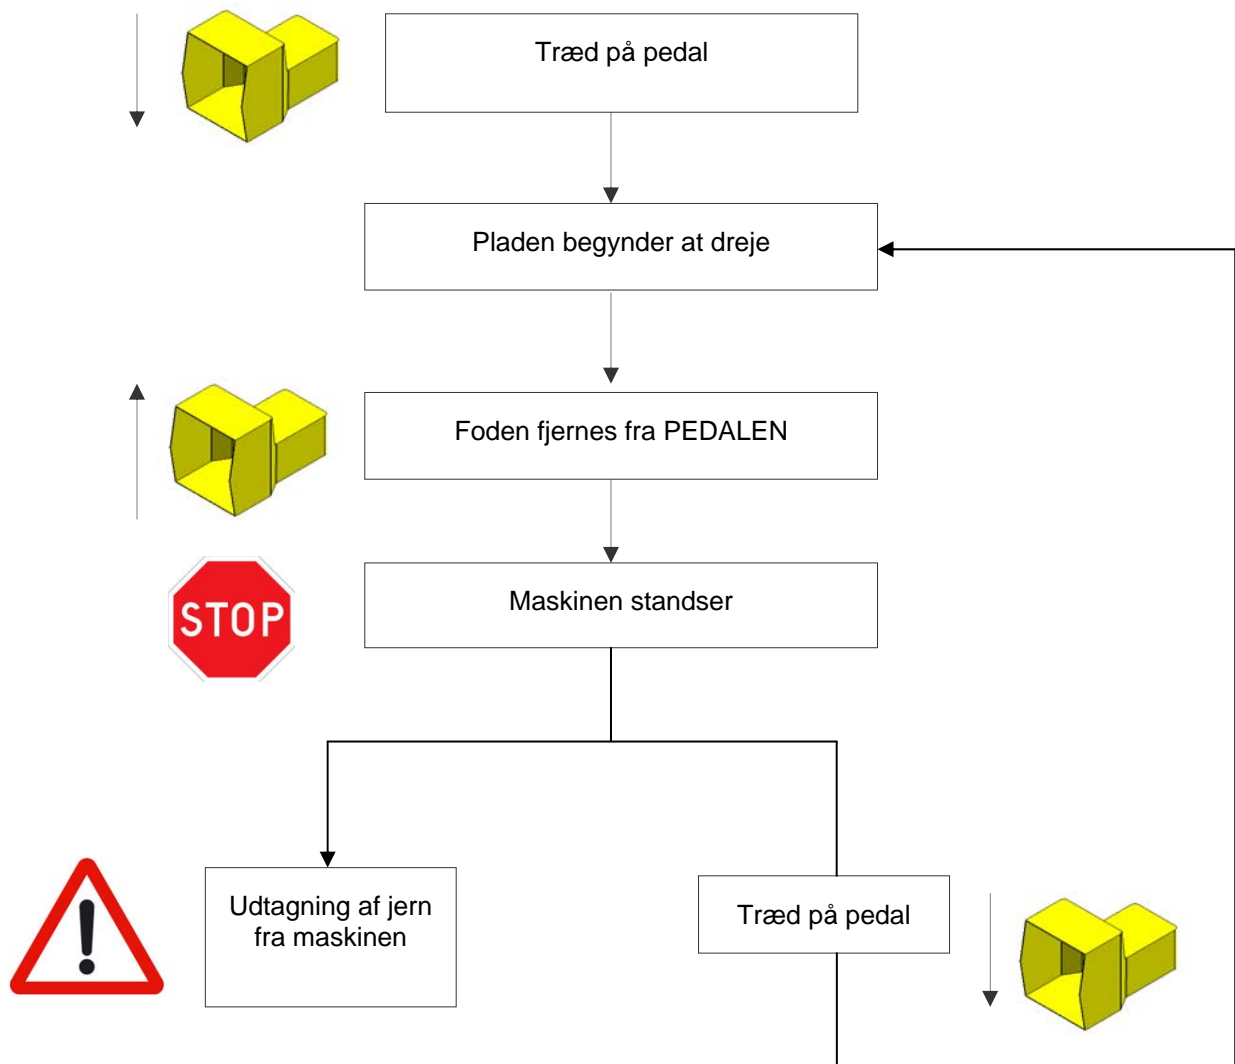 Træd på pedal
Pladen begynder at dreje
Foden fjernes fra PEDALEN
STOP
Maskinen standser
Udtagning af jern
fra maskinen
Træd på pedal